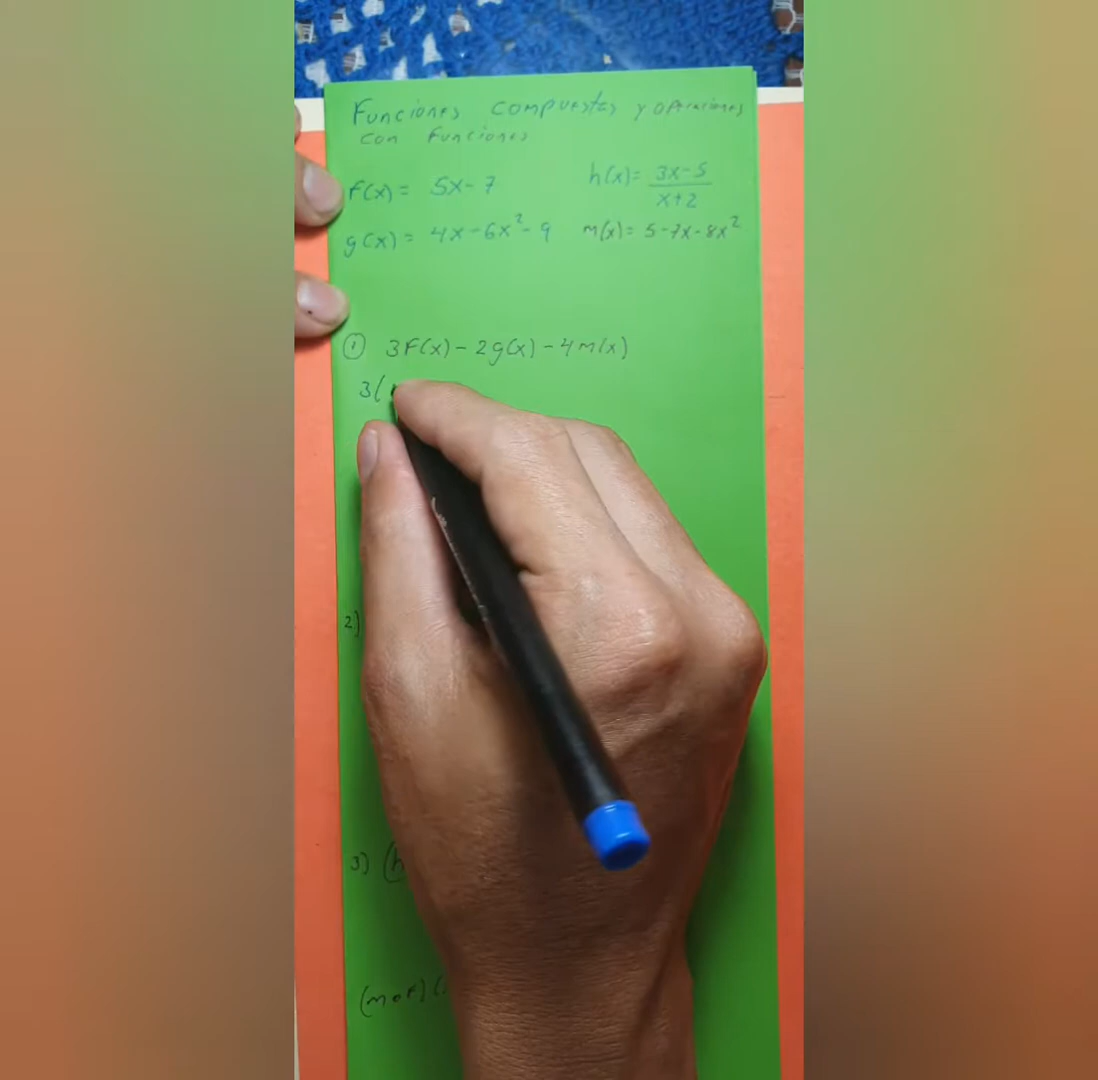 Funciones compuestas y operaciones
con funciones
F(x) = 5x - 7
h(x) = \frac{3x-5}{x+2}
g(x) = 4x - 6x² - 9
m(x) = 5 - 7x - 8x²
① 3F(x) - 2g(x) - 4m(x)
3(
2)
3) (h
(m∘F)(